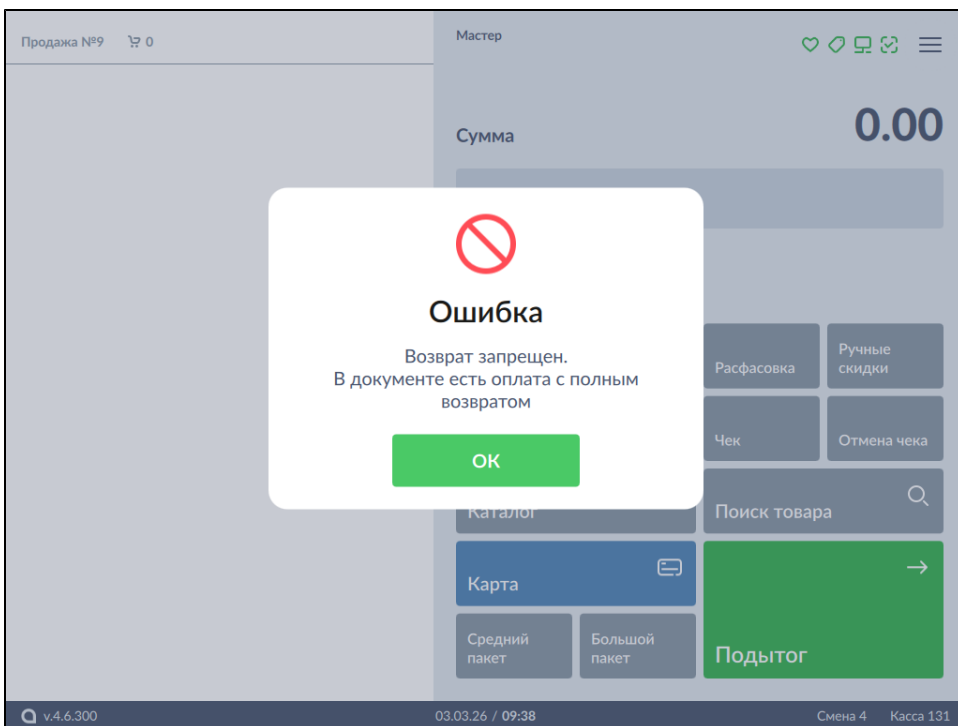 Продажа №9 0
Мастер
Сумма
0.00
Ошибка
Возврат запрещен.
В документе есть оплата с полным
возвратом
ОК
Расфасовка
Ручные
скидки
Чек
Отмена чека
Каталог
Поиск товара
Карта
Средний
пакет
Большой
пакет
Подытог
v.4.6.300
03.03.26 / 09:38
Смена 4
Касса 131